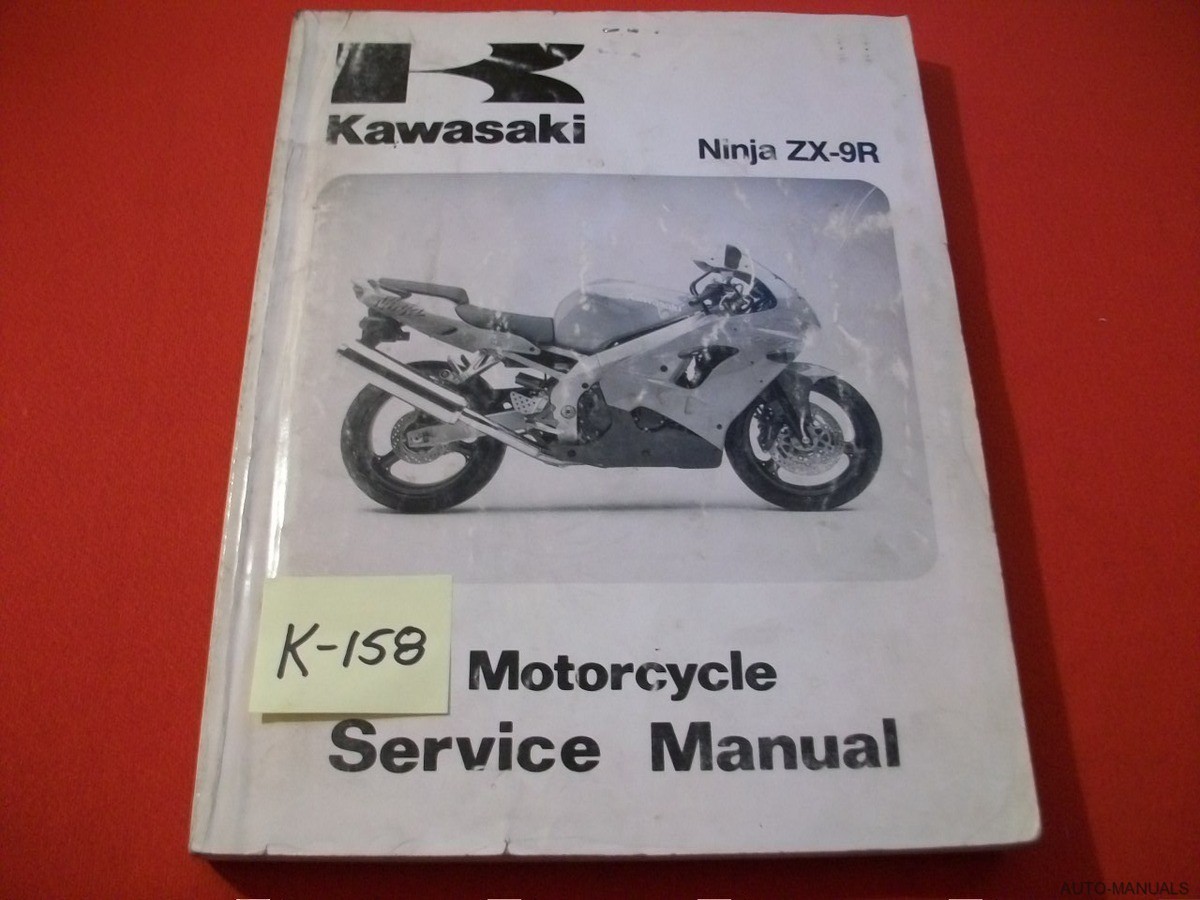 Kawasaki
Ninja ZX-9R
K-158
Motorcycle
Service Manual
AUTO-MANUALS